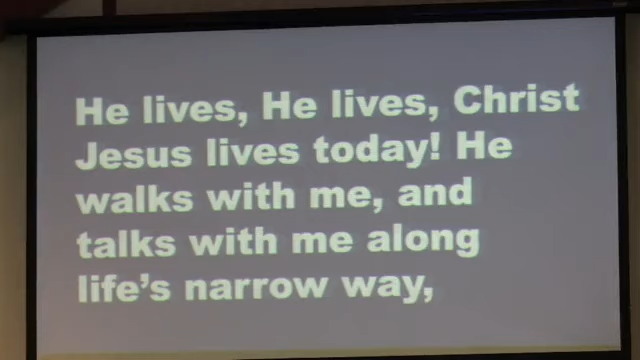 He lives, He lives, Christ
Jesus lives today! He
walks with me, and
talks with me along
life's narrow way,